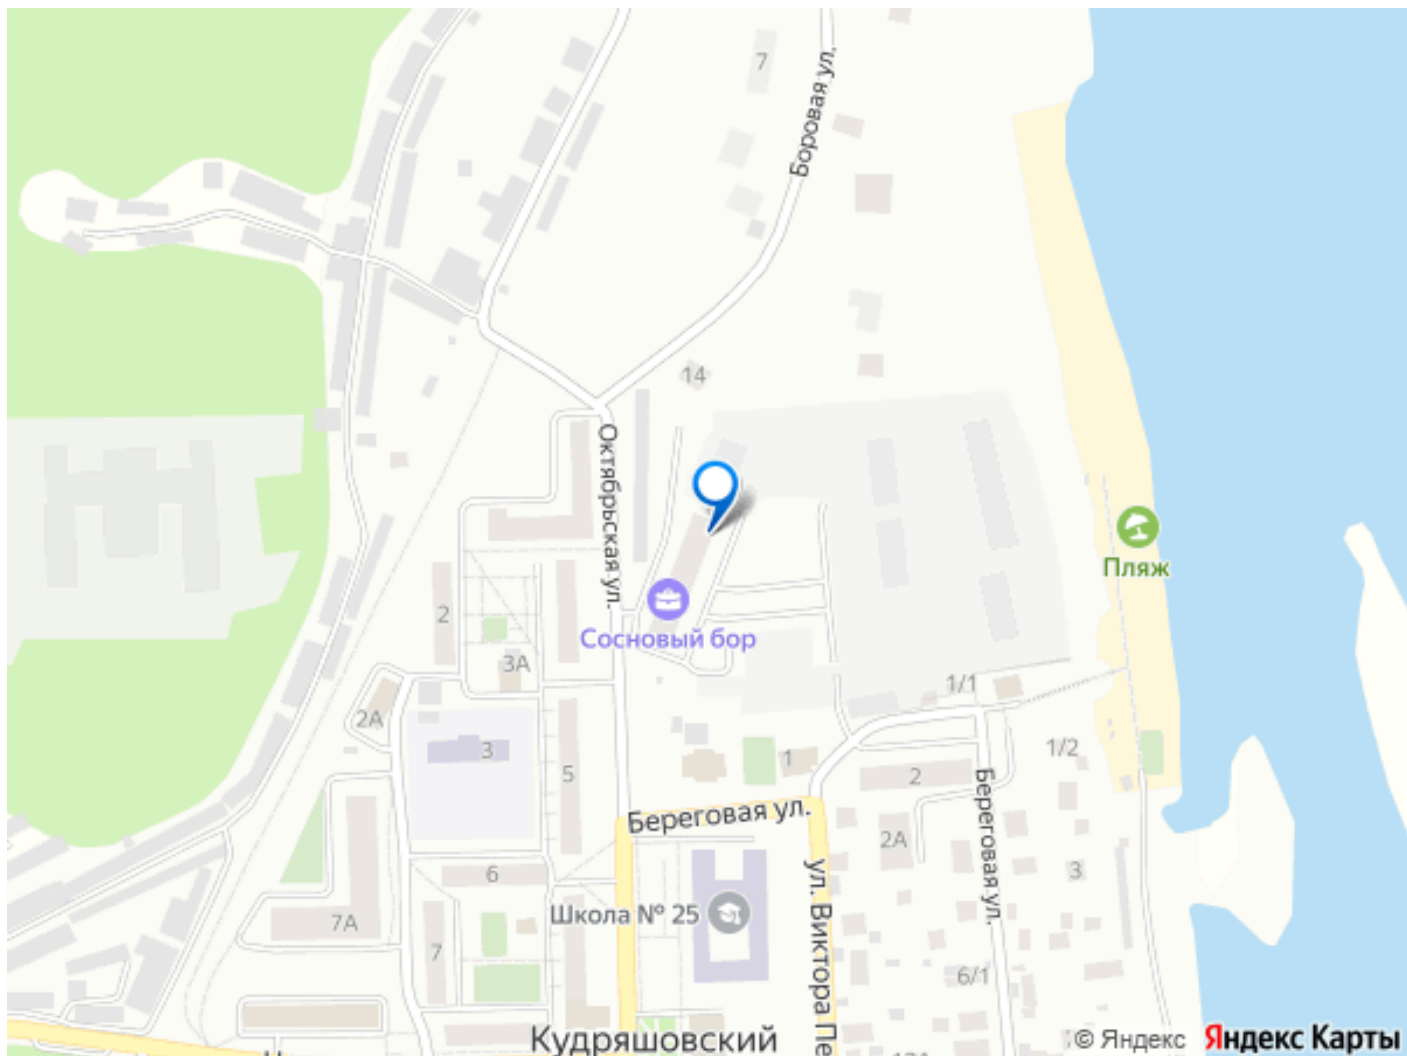 7
Боровая ул.
14
Октябрьская ул.
Пляж
2
Сосновый бор
3А
1/1
2А
3
5
1
2
1/2
Береговая ул.
Береговая ул.
2А
3
6
Школа № 25
7А
7
ул. Виктора Пе
6/1
Кудряшовский
© Яндекс Яндекс Карты